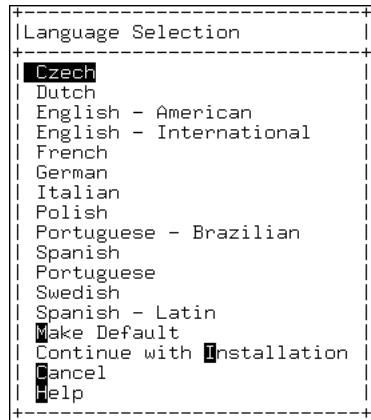 Language Selection
Czech
Dutch
English - American
English - International
French
German
Italian
Polish
Portuguese - Brazilian
Spanish
Portuguese
Swedish
Spanish - Latin
Make Default
Continue with Installation
Cancel
Help